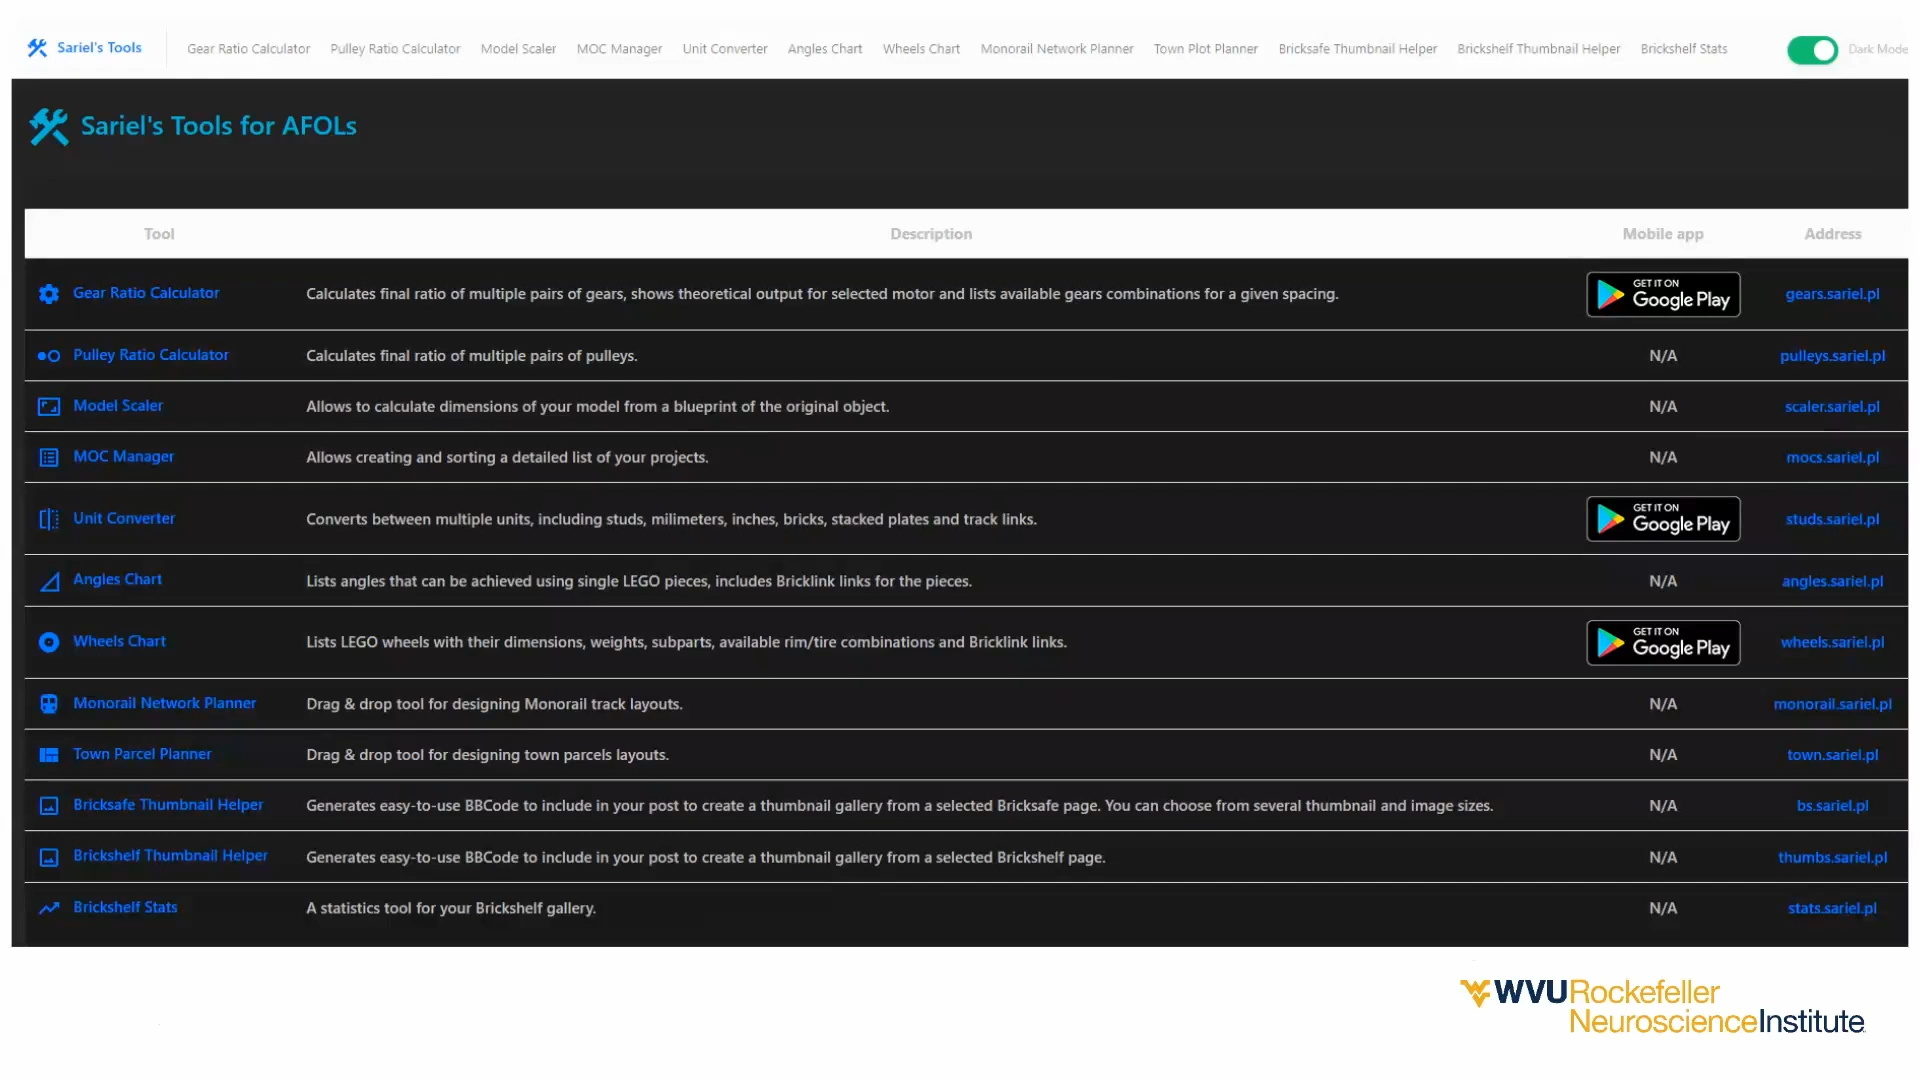 Sariel's Tools Gear Ratio Calculator Pulley Ratio Calculator Model Scaler MOC Manager Unit Converter Angles Chart Wheels Chart Monorail Network Planner Town Plot Planner Bricksafe Thumbnail Helper Brickshelf Thumbnail Helper Brickshelf Stats Dark Mode
Sariel's Tools for AFOLs
Tool Description Mobile app Address
Gear Ratio Calculator Calculates final ratio of multiple pairs of gears, shows theoretical output for selected motor and lists available gears combinations for a given spacing. GET IT ON Google Play gears.sariel.pl
Pulley Ratio Calculator Calculates final ratio of multiple pairs of pulleys. N/A pulleys.sariel.pl
Model Scaler Allows to calculate dimensions of your model from a blueprint of the original object. N/A scaler.sariel.pl
MOC Manager Allows creating and sorting a detailed list of your projects. N/A mocs.sariel.pl
Unit Converter Converts between multiple units, including studs, milimeters, inches, bricks, stacked plates and track links. GET IT ON Google Play studs.sariel.pl
Angles Chart Lists angles that can be achieved using single LEGO pieces, includes Bricklink links for the pieces. N/A angles.sariel.pl
Wheels Chart Lists LEGO wheels with their dimensions, weights, subparts, available rim/tire combinations and Bricklink links. GET IT ON Google Play wheels.sariel.pl
Monorail Network Planner Drag & drop tool for designing Monorail track layouts. N/A monorail.sariel.pl
Town Parcel Planner Drag & drop tool for designing town parcels layouts. N/A town.sariel.pl
Bricksafe Thumbnail Helper Generates easy-to-use BBCode to include in your post to create a thumbnail gallery from a selected Bricksafe page. You can choose from several thumbnail and image sizes. N/A bs.sariel.pl
Brickshelf Thumbnail Helper Generates easy-to-use BBCode to include in your post to create a thumbnail gallery from a selected Brickshelf page. N/A thumbs.sariel.pl
Brickshelf Stats A statistics tool for your Brickshelf gallery. N/A stats.sariel.pl
WVU Rockefeller
NeuroscienceInstitute